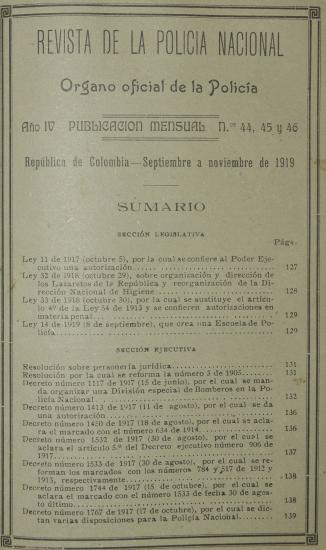 REVISTA DE LA POLICIA NACIONAL
Organo oficial de la Policía
Año IV - PUBLICACION MENSUAL N.os 44, 45 y 46
República de Colombia—Septiembre a noviembre de 1919
SUMARIO
SECCIÓN LEGISLATIVA
Págs.
Ley 11 de 1917 (octubre 5), por la cual se confiere al Poder Eje-
cutivo una autorización........ 127
Ley 32 de 1918 (octubre 29), sobre organización y dirección de
los Lazaretos de la República y reorganización de la Di-
rección Nacional de Higiene........ 128
Ley 33 de 1918 (octubre 30), por la cual se sustituye el artícu-
lo 4º de la Ley 54 de 1913 y se confieren autorizaciones en
materia penal........ 129
Ley 14 de 1919 (8 de septiembre), que crea una Escuela de Po-
licía........ 129
SECCIÓN EJECUTIVA
Resolución sobre personería jurídica........ 131
Resolución por la cual se reforma la número 3 de 1905........ 131
Decreto número 1117 de 1917 (15 de junio), por el cual se man-
da organizar una División especial de Bomberos en la Po-
licía Nacional........ 132
Decreto número 1413 de 1917 (11 de agosto), por el cual se da
una autorización........ 136
Decreto número 1450 de 1917 (18 de agosto), por el cual se acla-
ra el marcado con el número 634 de 1914........ 136
Decreto número 1532 de 1917 (30 de agosto), por el cual se
aclara el artículo 5.º del Decreto ejecutivo número 906 de
1917........ 137
Decreto número 1533 de 1917 (30 de agosto), por el cual se re-
forman los marcados con los números 784 y 517 de 1912 y
1913, respectivamente........ 138
Decreto número 1744 de 1917 (15 de octubre), por el cual se
aclara el marcado con el número 1533 de fecha 30 de agos-
to último........ 138
Decreto número 1767 de 1917 (17 de octubre), por el cual se dic-
tan varias disposiciones para la Policía Nacional........ 139